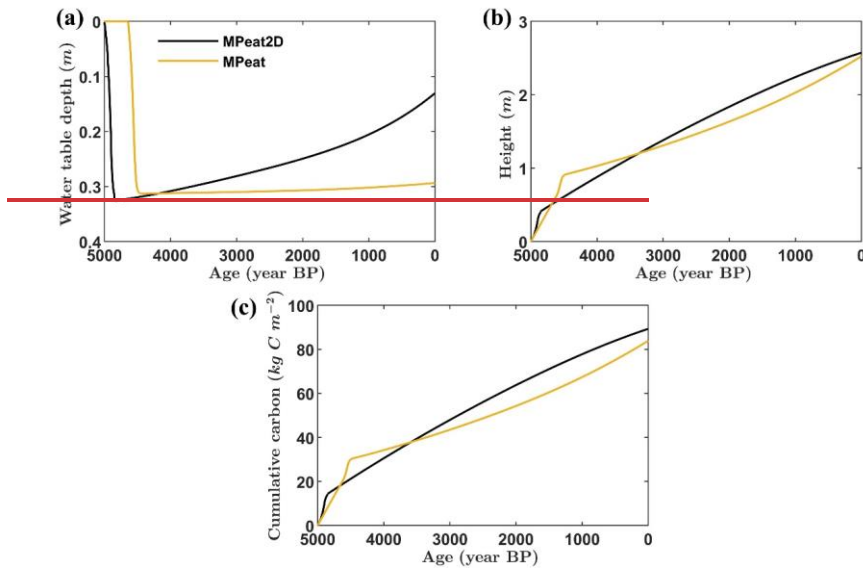 (a)
0
0.1
0.2
0.3
0.4
Water table depth (m)
MPeat2D
MPeat
5000 4000 3000 2000 1000 0
Age (year BP)
(b)
3
2
1
0
Height (m)
5000 4000 3000 2000 1000 0
Age (year BP)
(c)
100
80
60
40
20
0
Cumulative carbon (kg C m⁻²)
5000 4000 3000 2000 1000 0
Age (year BP)